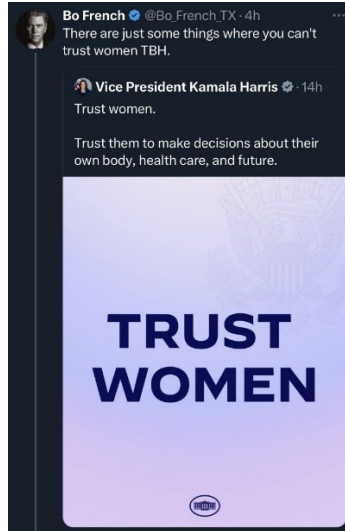 Bo French @Bo_French_TX · 4h
There are just some things where you can't
trust women TBH.
Vice President Kamala Harris · 14h
Trust women.
Trust them to make decisions about their
own body, health care, and future.
TRUST
WOMEN